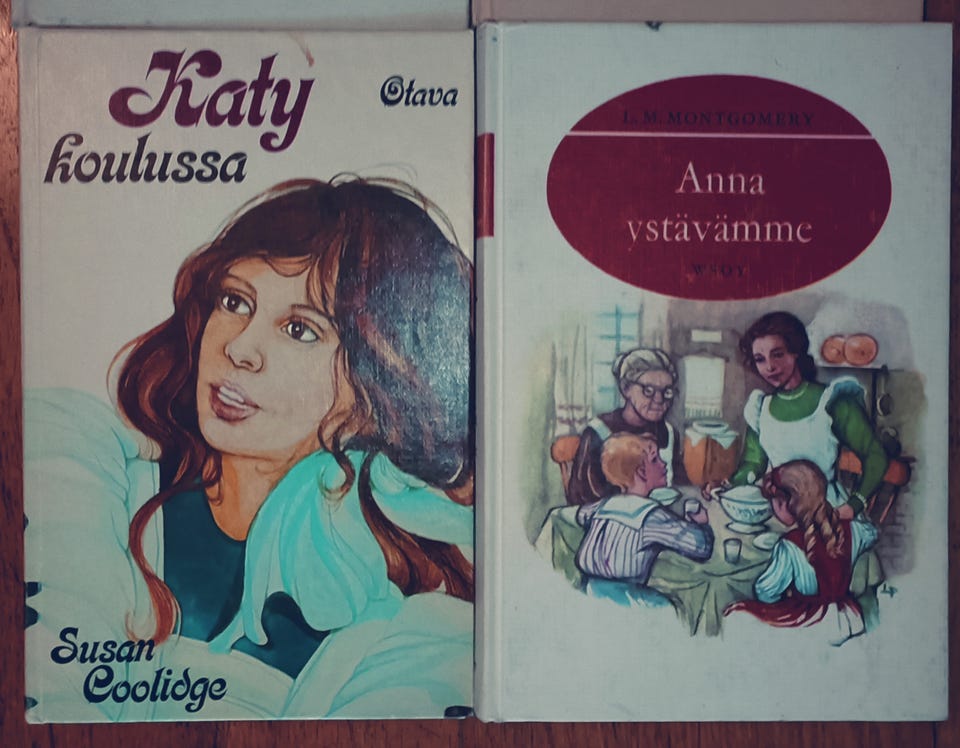 Katy
koulussa
Otava
Susan
Coolidge
L. M. MONTGOMERY
Anna
ystävämme
WSOY